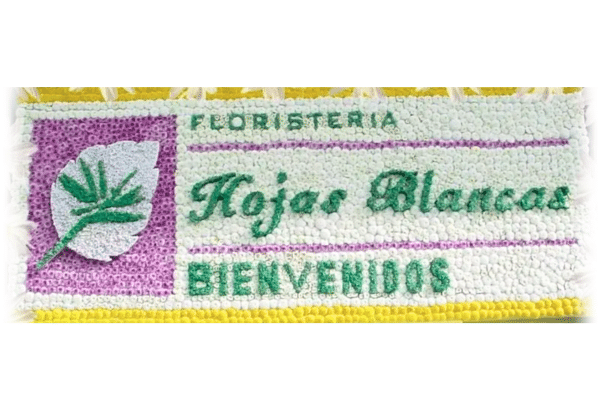 FLORISTERIA
Hojas Blancas
BIENVENIDOS